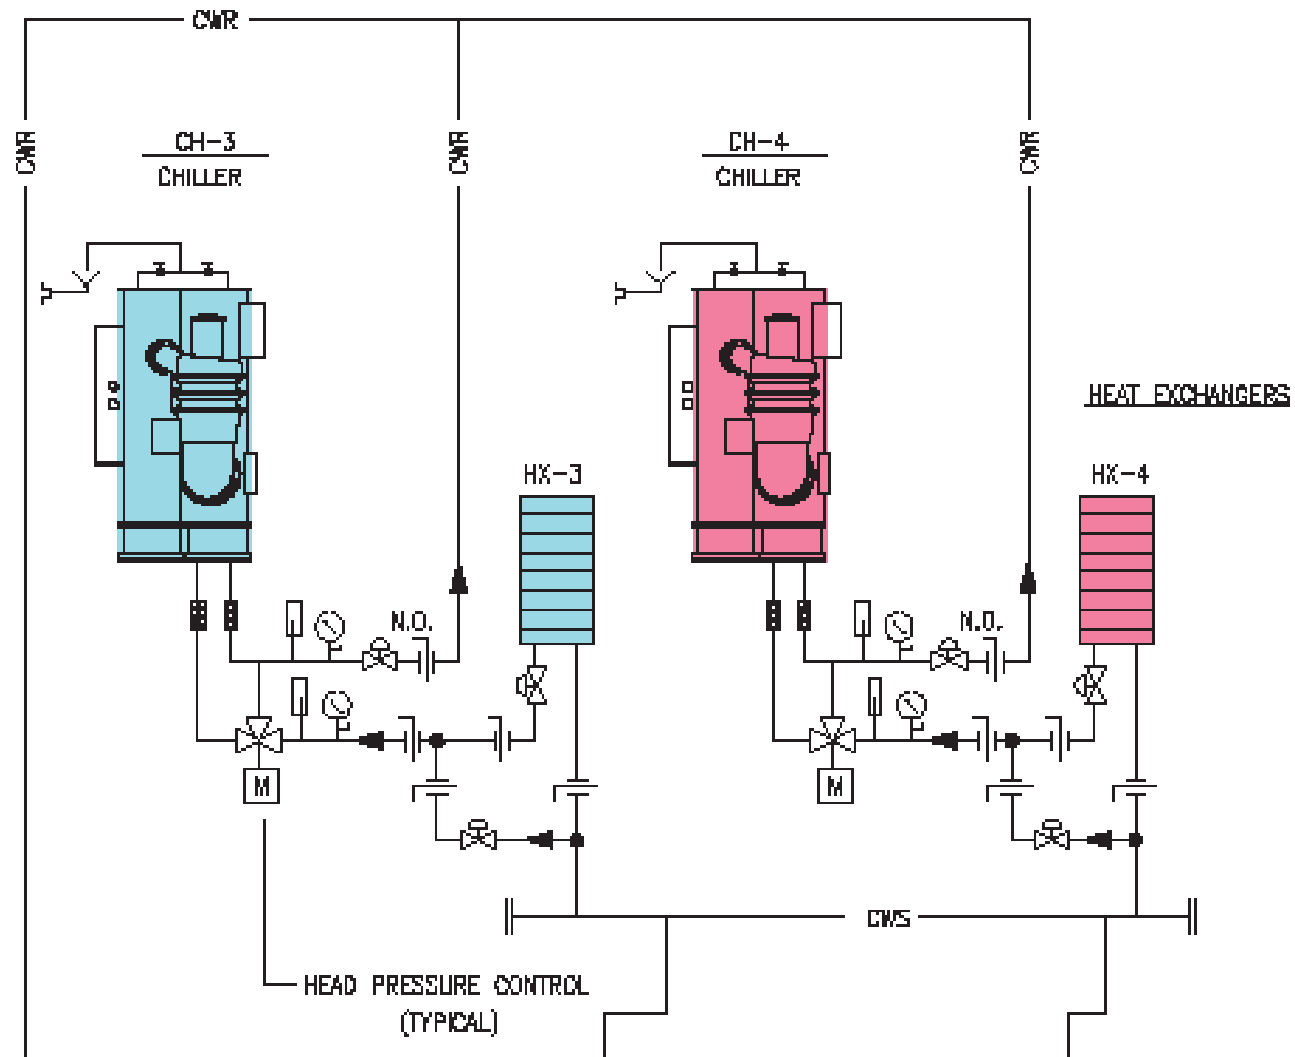 CWR
CWR
CH-3
CHILLER
CWR
CH-4
CHILLER
CWR
HEAT EXCHANGERS
HX-3
HX-4
N.O.
N.O.
M
M
CWS
HEAD PRESSURE CONTROL
(TYPICAL)